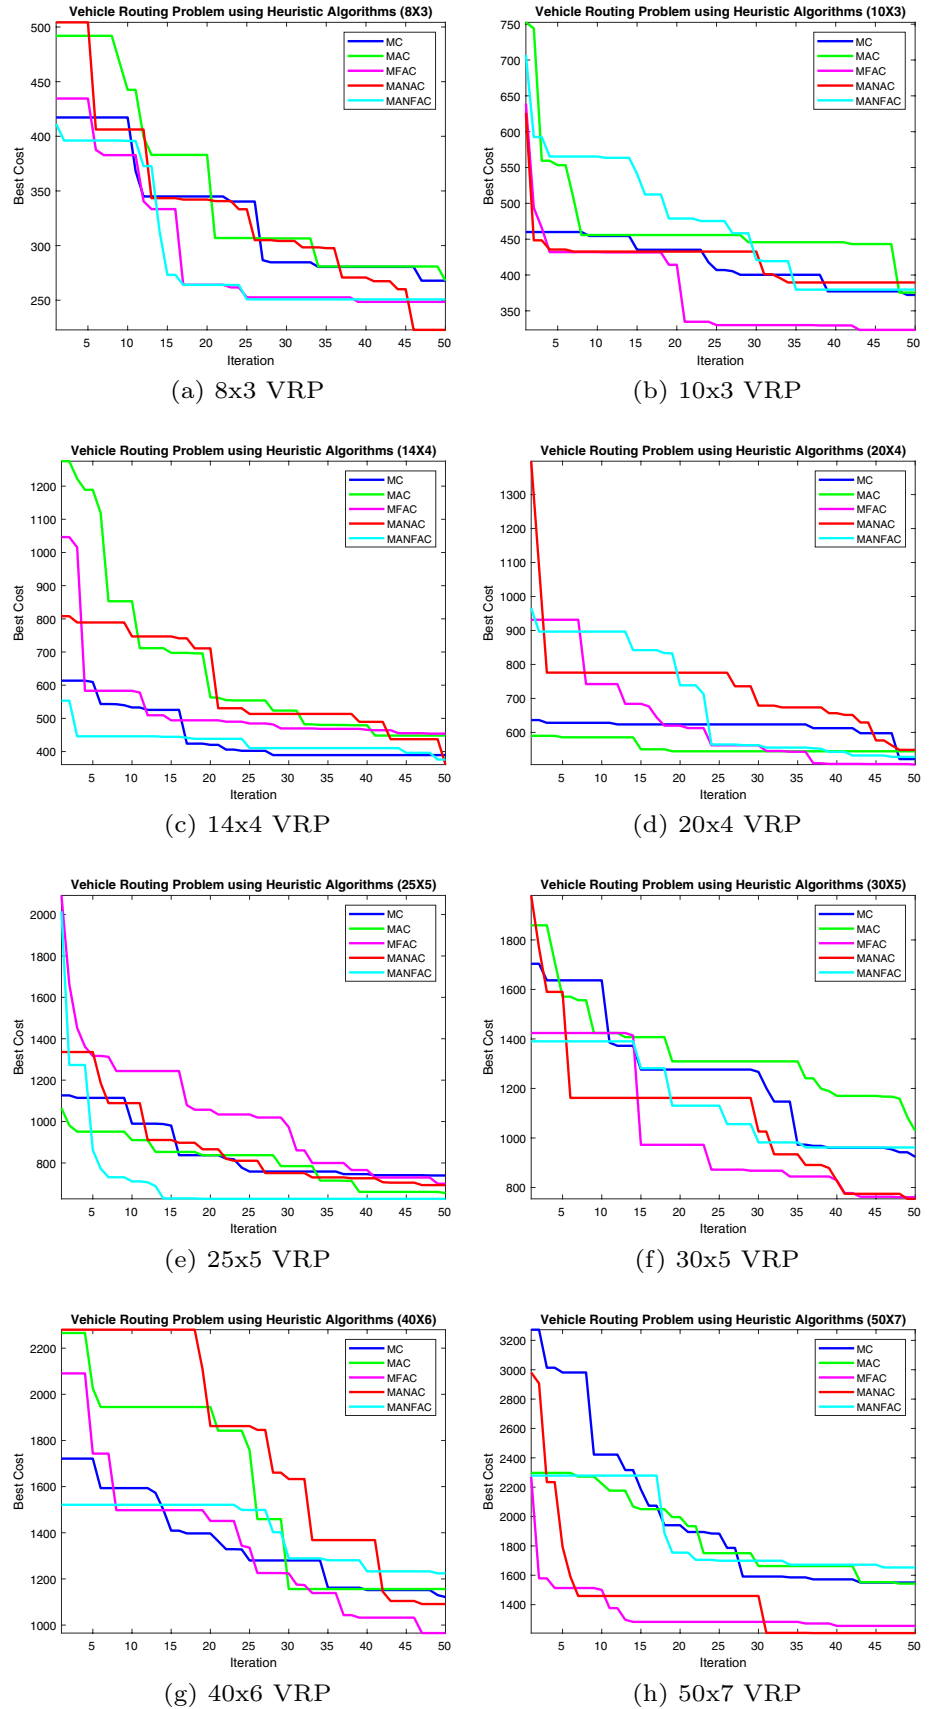 Vehicle Routing Problem using Heuristic Algorithms (8X3)
500
450
400
350
300
250
Best Cost
MC
MAC
MFAC
MANAC
MANFAC
5 10 15 20 25 30 35 40 45 50
Iteration
(a) 8x3 VRP
Vehicle Routing Problem using Heuristic Algorithms (10X3)
750
700
650
600
550
500
450
400
350
Best Cost
MC
MAC
MFAC
MANAC
MANFAC
5 10 15 20 25 30 35 40 45 50
Iteration
(b) 10x3 VRP
Vehicle Routing Problem using Heuristic Algorithms (14X4)
1200
1100
1000
900
800
700
600
500
400
Best Cost
MC
MAC
MFAC
MANAC
MANFAC
5 10 15 20 25 30 35 40 45 50
Iteration
(c) 14x4 VRP
Vehicle Routing Problem using Heuristic Algorithms (20X4)
1300
1200
1100
1000
900
800
700
600
Best Cost
MC
MAC
MFAC
MANAC
MANFAC
5 10 15 20 25 30 35 40 45 50
Iteration
(d) 20x4 VRP
Vehicle Routing Problem using Heuristic Algorithms (25X5)
2000
1800
1600
1400
1200
1000
800
Best Cost
MC
MAC
MFAC
MANAC
MANFAC
5 10 15 20 25 30 35 40 45 50
Iteration
(e) 25x5 VRP
Vehicle Routing Problem using Heuristic Algorithms (30X5)
1800
1600
1400
1200
1000
800
Best Cost
MC
MAC
MFAC
MANAC
MANFAC
5 10 15 20 25 30 35 40 45 50
Iteration
(f) 30x5 VRP
Vehicle Routing Problem using Heuristic Algorithms (40X6)
2200
2000
1800
1600
1400
1200
1000
Best Cost
MC
MAC
MFAC
MANAC
MANFAC
5 10 15 20 25 30 35 40 45 50
Iteration
(g) 40x6 VRP
Vehicle Routing Problem using Heuristic Algorithms (50X7)
3200
3000
2800
2600
2400
2200
2000
1800
1600
1400
Best Cost
MC
MAC
MFAC
MANAC
MANFAC
5 10 15 20 25 30 35 40 45 50
Iteration
(h) 50x7 VRP